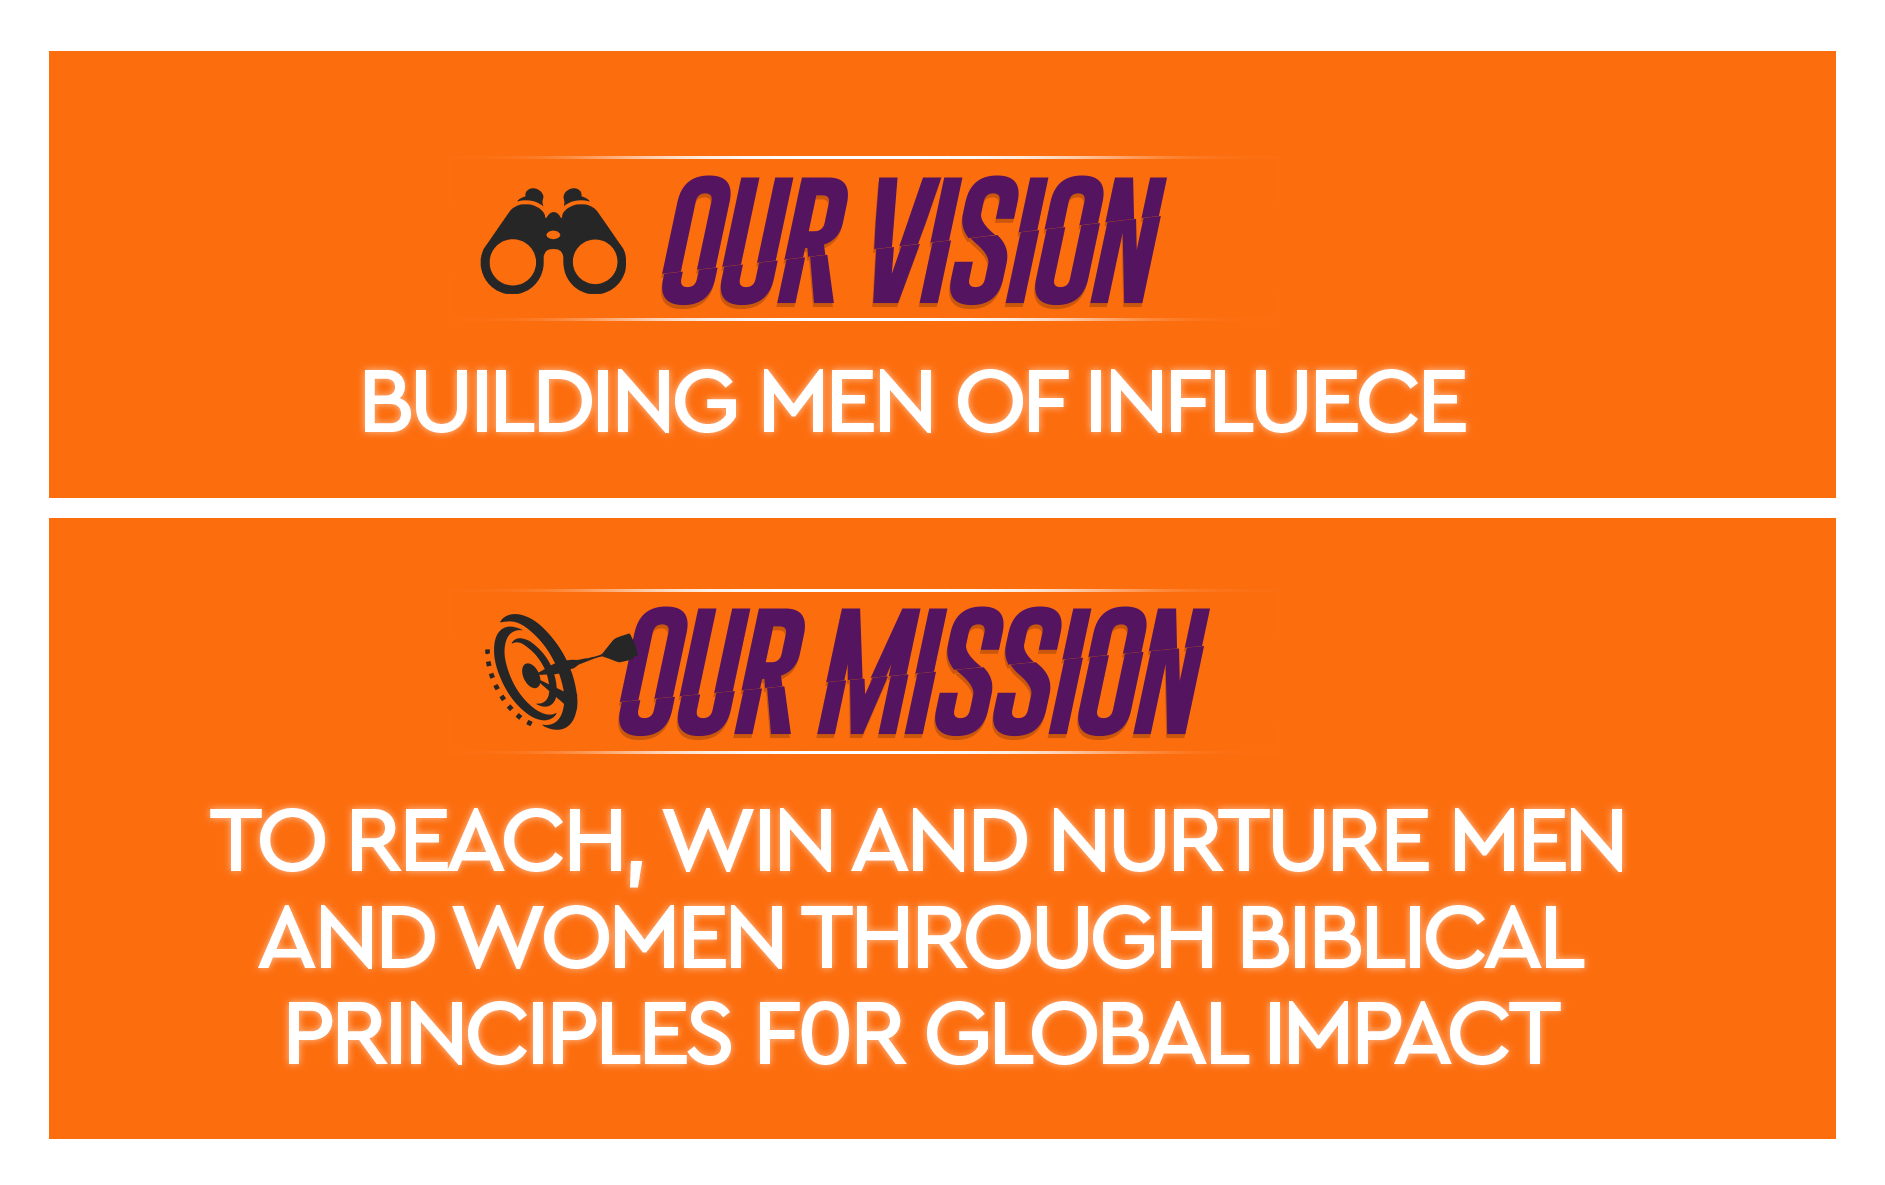 OUR VISION
BUILDING MEN OF INFLUECE
OUR MISSION
TO REACH, WIN AND NURTURE MEN
AND WOMEN THROUGH BIBLICAL
PRINCIPLES F0R GLOBAL IMPACT